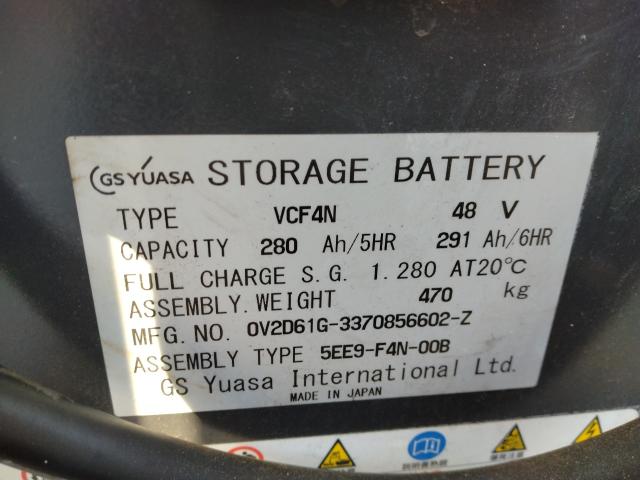 GS YUASA STORAGE BATTERY
TYPE VCF4N 48 V
CAPACITY 280 Ah/5HR 291 Ah/6HR
FULL CHARGE S.G. 1.280 AT20℃
ASSEMBLY.WEIGHT 470 kg
MFG.NO. 0V2D61G-3370856602-Z
ASSEMBLY TYPE 5EE9-F4N-00B
GS Yuasa International Ltd.
MADE IN JAPAN